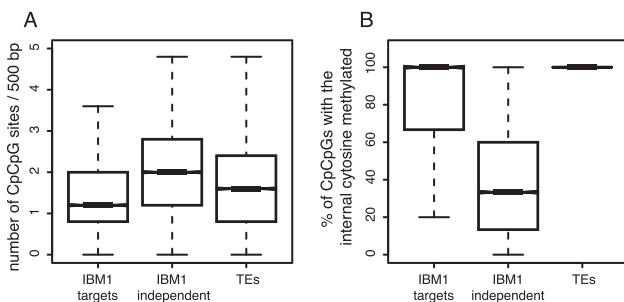 A
number of CpCpG sites / 500 bp
5
4
3
2
1
0
IBM1 targets
IBM1 independent
TEs
B
% of CpCpGs with the
internal cytosine methylated
100
80
60
40
20
0
IBM1 targets
IBM1 independent
TEs